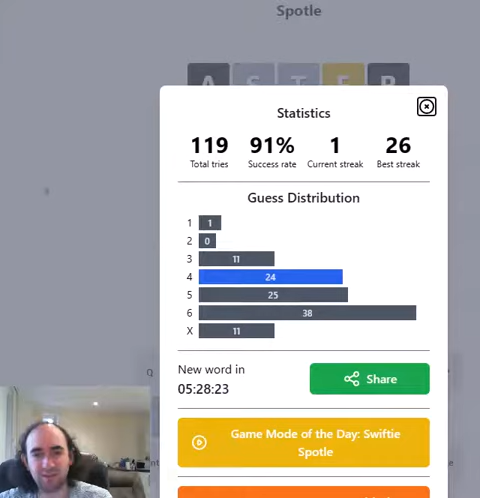 Spotle
A S T E R
Statistics
119 91% 1 26
Total tries Success rate Current streak Best streak
Guess Distribution
1 1
2 0
3 11
4 24
5 25
6 38
X 11
New word in
05:28:23
Share
Game Mode of the Day: Swiftie
Spotle
Q